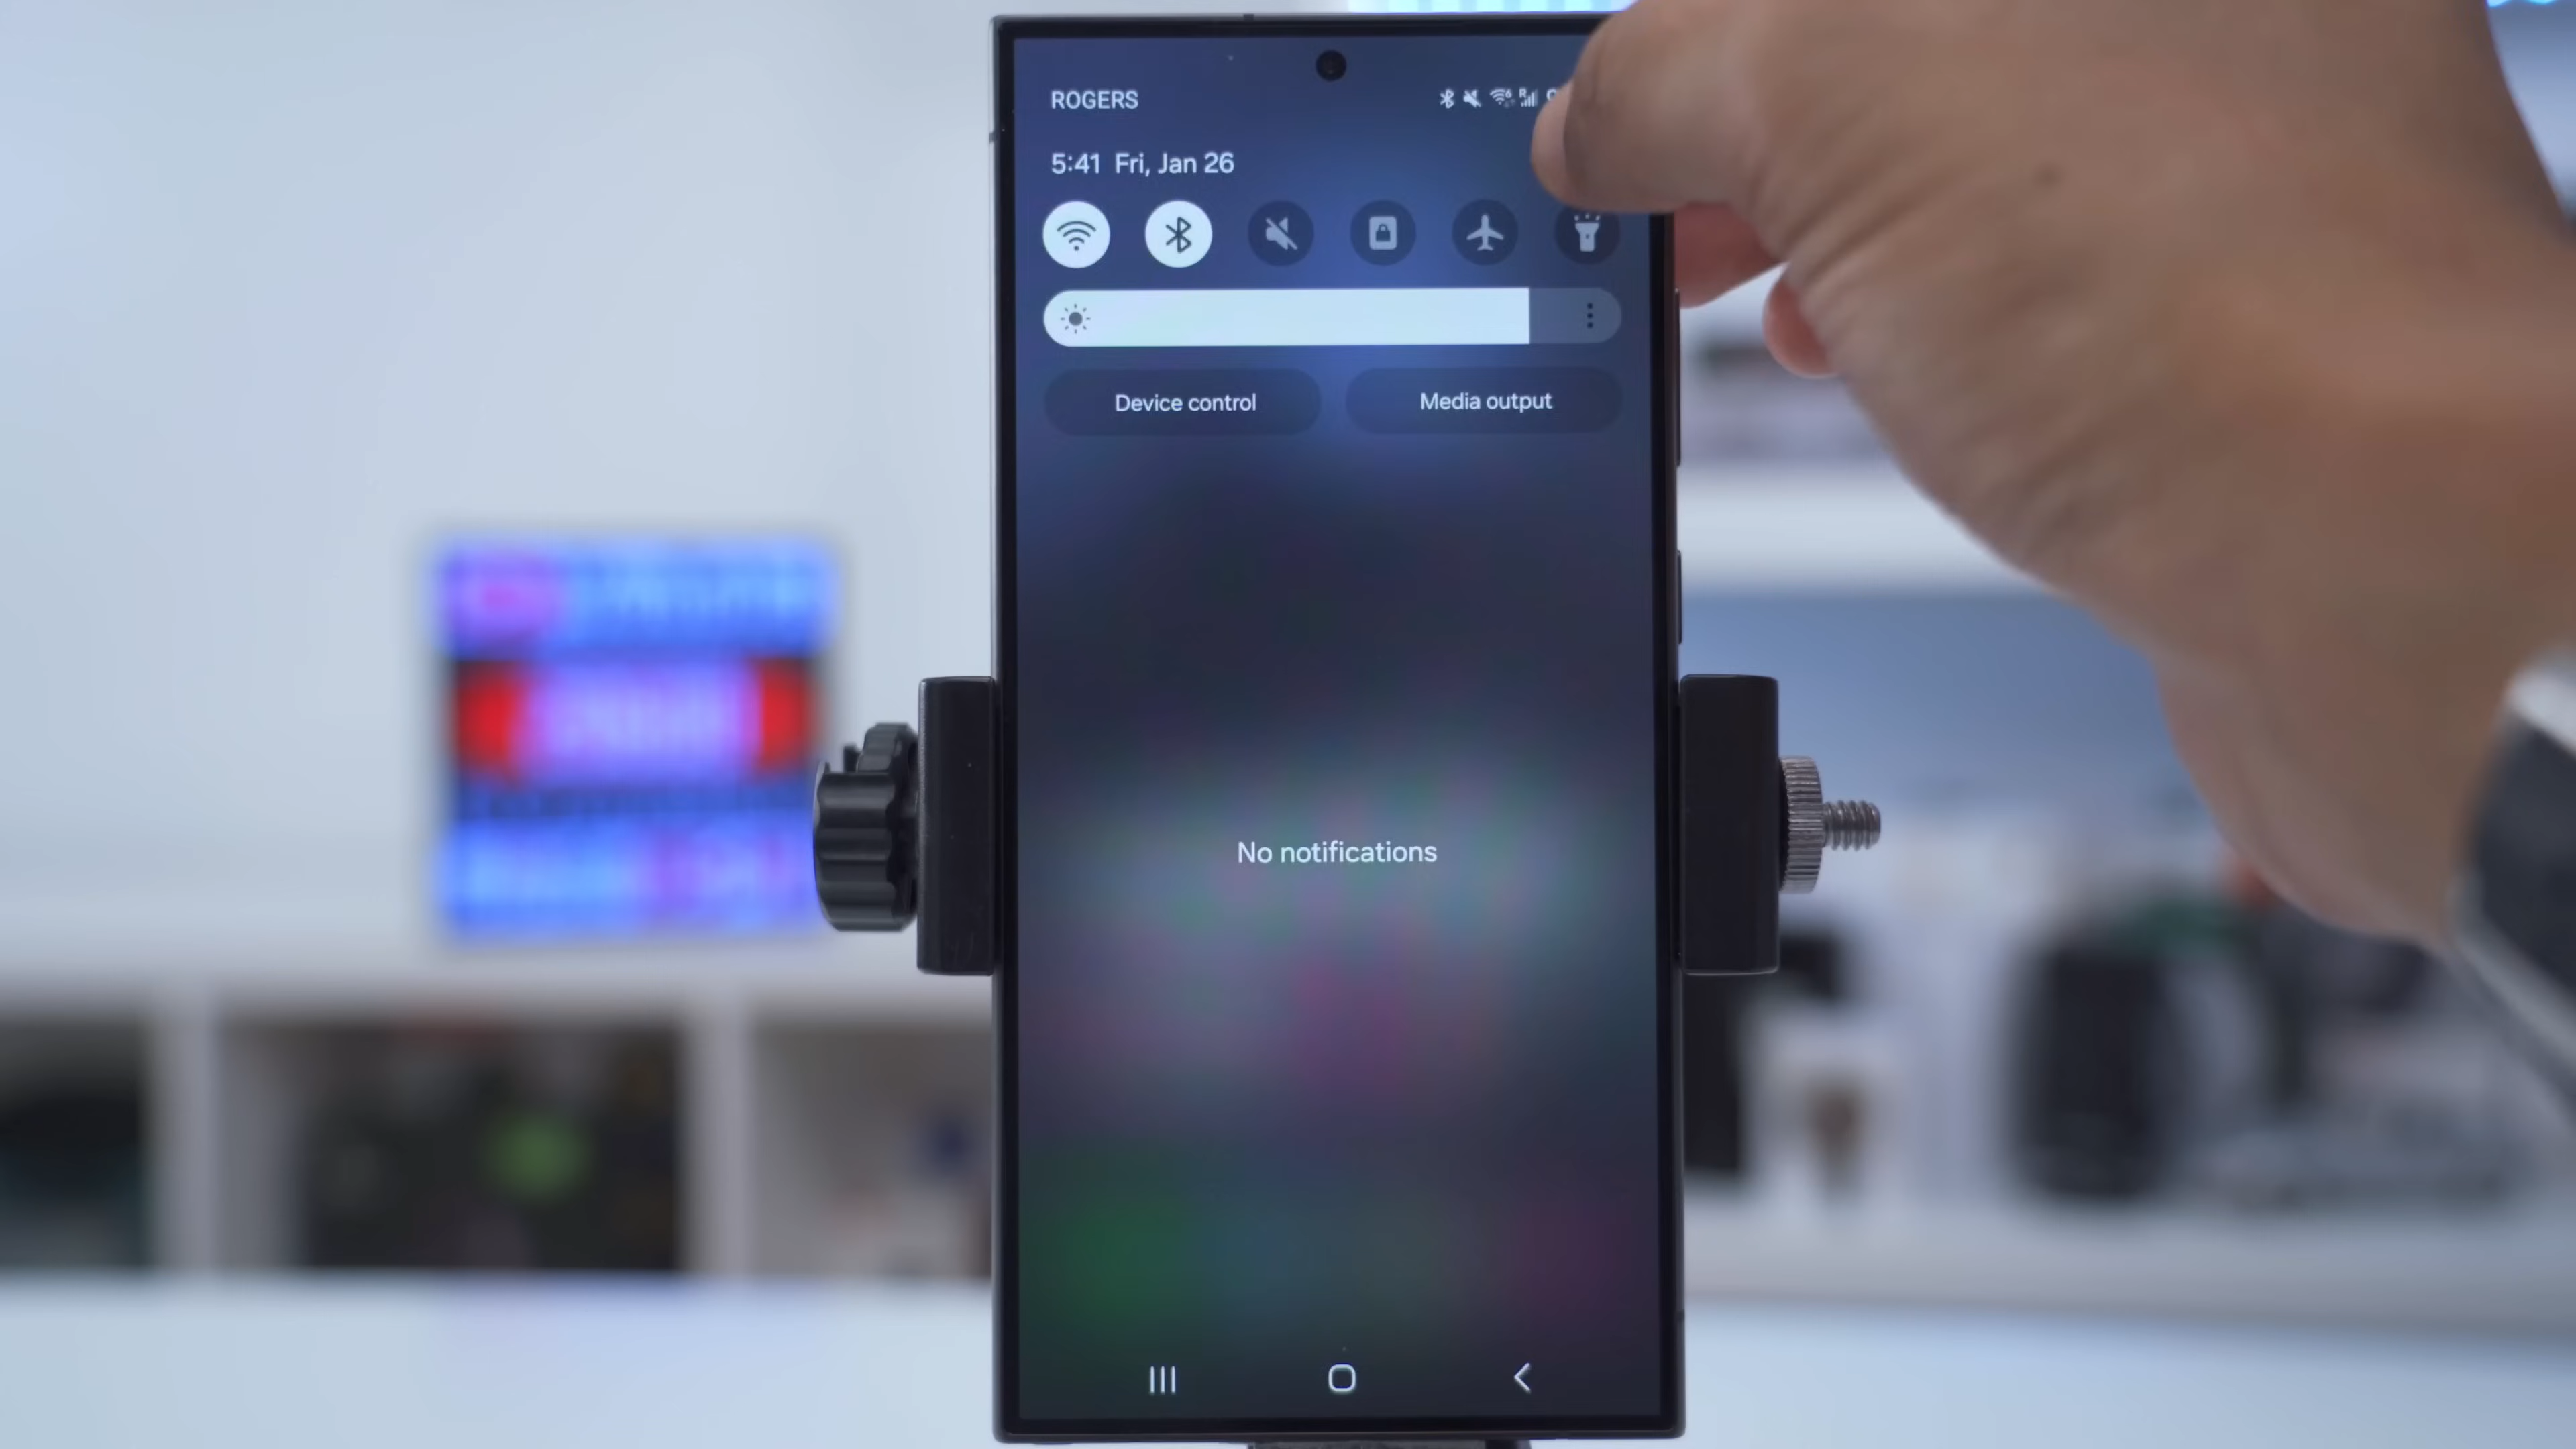 ROGERS
5:41 Fri, Jan 26
Device control
Media output
No notifications